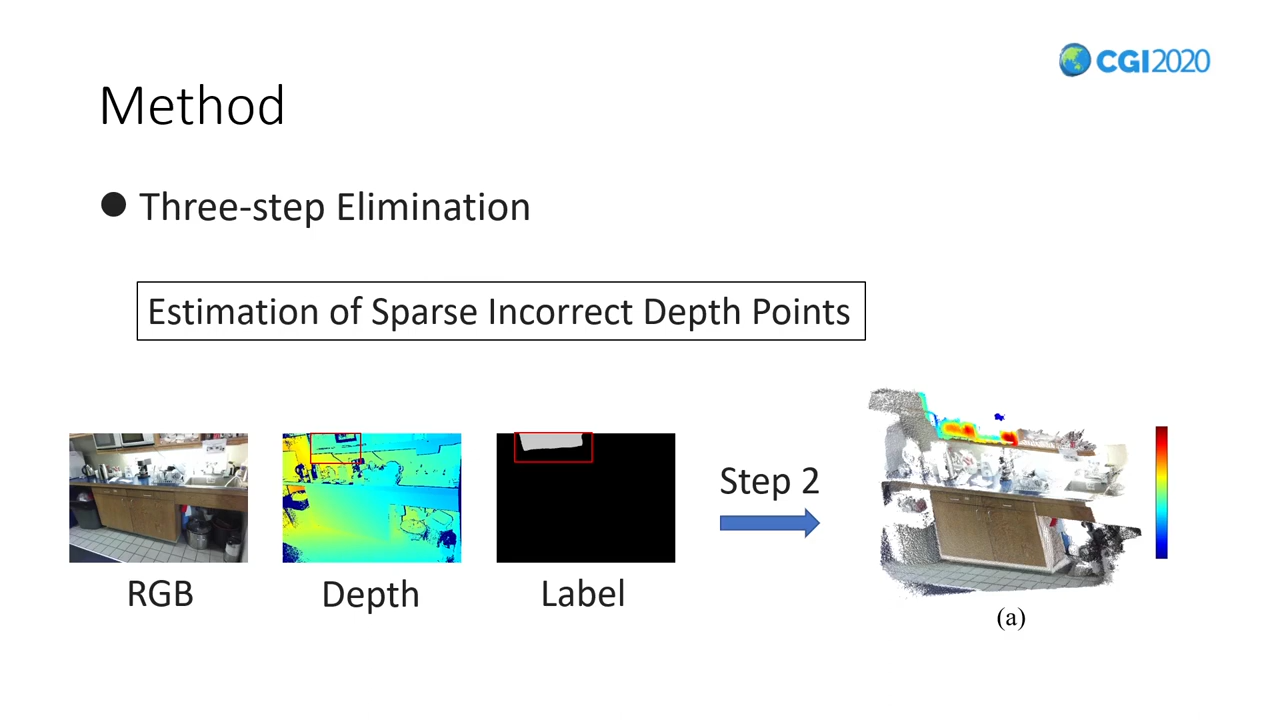 CGI2020
Method
● Three-step Elimination
Estimation of Sparse Incorrect Depth Points
Step 2
RGB
Depth
Label
(a)